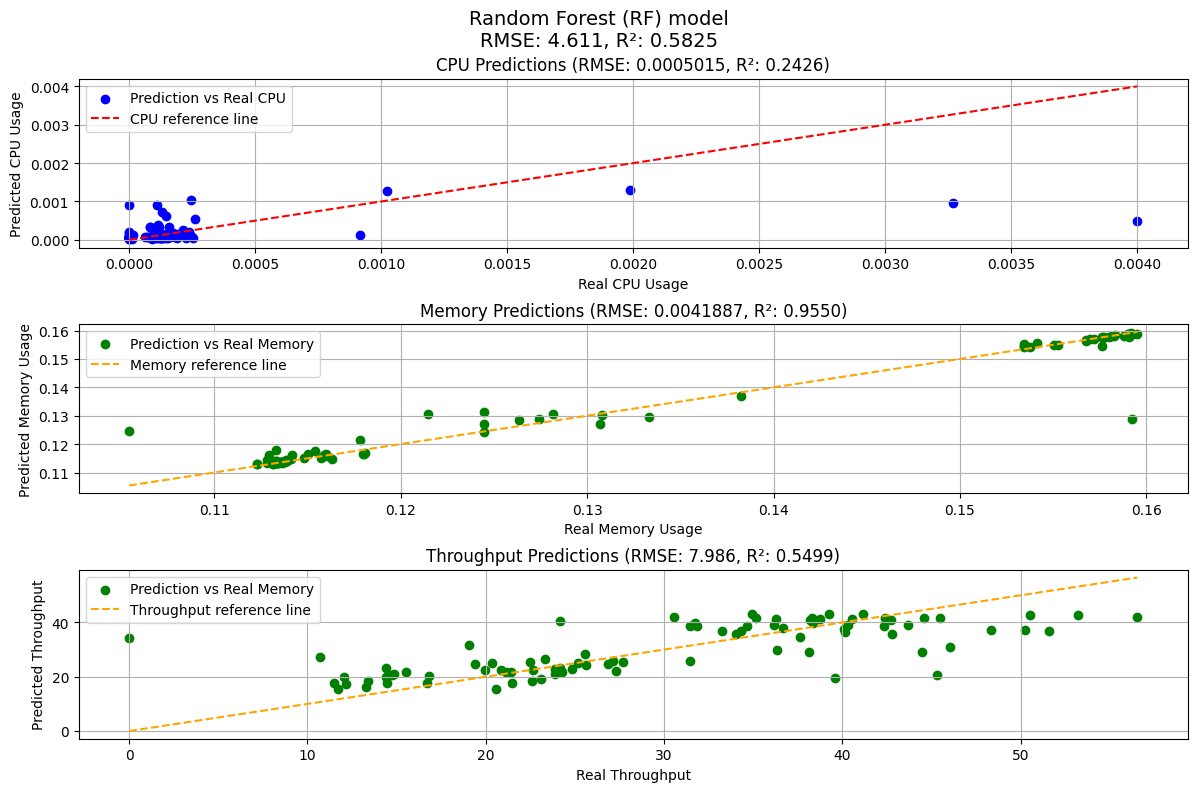 Random Forest (RF) model
RMSE: 4.611, R²: 0.5825
CPU Predictions (RMSE: 0.0005015, R²: 0.2426)
Predicted CPU Usage
0.004
0.003
0.002
0.001
0.000
Prediction vs Real CPU
CPU reference line
0.0000 0.0005 0.0010 0.0015 0.0020 0.0025 0.0030 0.0035 0.0040
Real CPU Usage
Memory Predictions (RMSE: 0.0041887, R²: 0.9550)
Predicted Memory Usage
0.16
0.15
0.14
0.13
0.12
0.11
Prediction vs Real Memory
Memory reference line
0.11 0.12 0.13 0.14 0.15 0.16
Real Memory Usage
Throughput Predictions (RMSE: 7.986, R²: 0.5499)
Predicted Throughput
40
20
0
Prediction vs Real Memory
Throughput reference line
0 10 20 30 40 50
Real Throughput